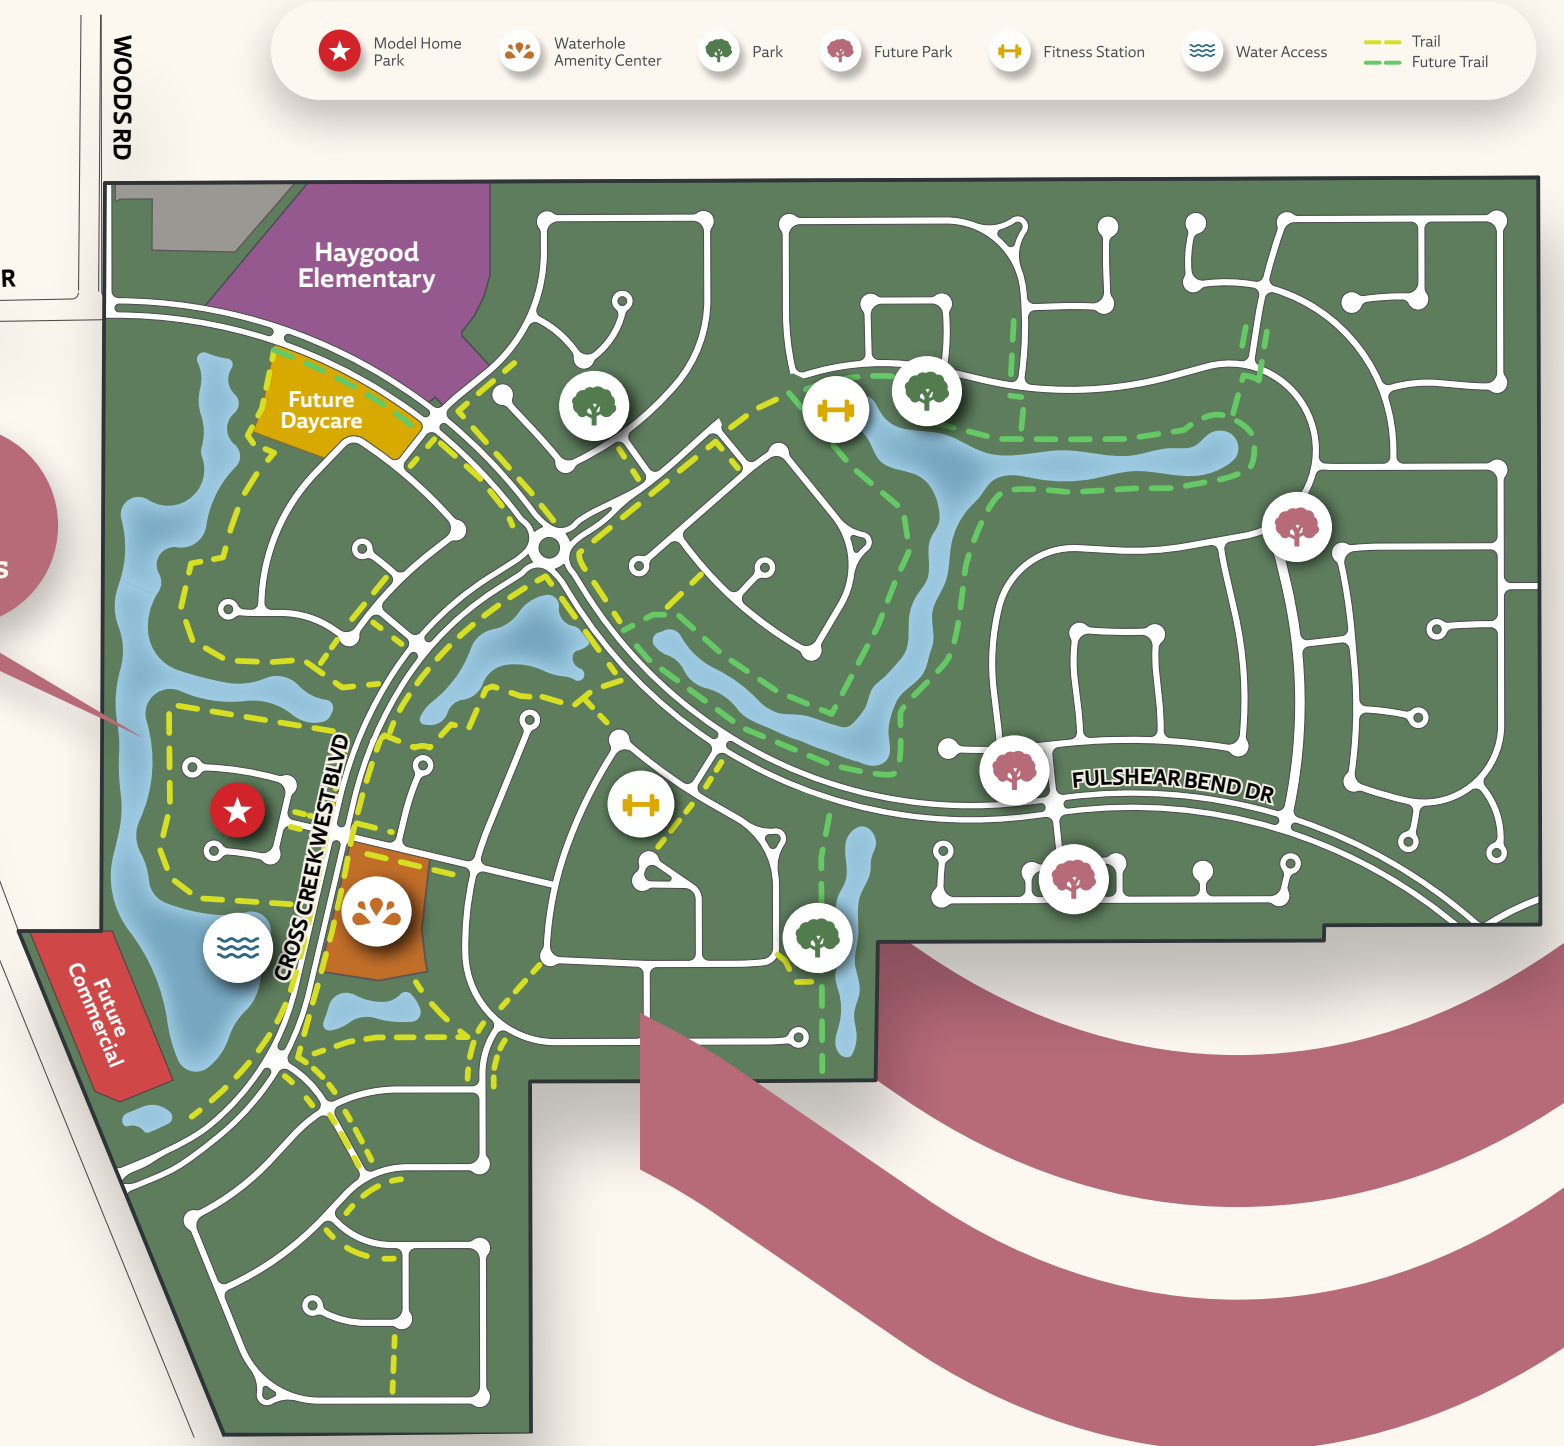 Model Home
Park
Waterhole
Amenity Center
Park
Future Park
Fitness Station
Water Access
Trail
Future Trail
WOODS RD
R
Haygood
Elementary
Future
Daycare
s
CROSS CREEK WEST BLVD
FULSHEAR BEND DR
Future
Commercial